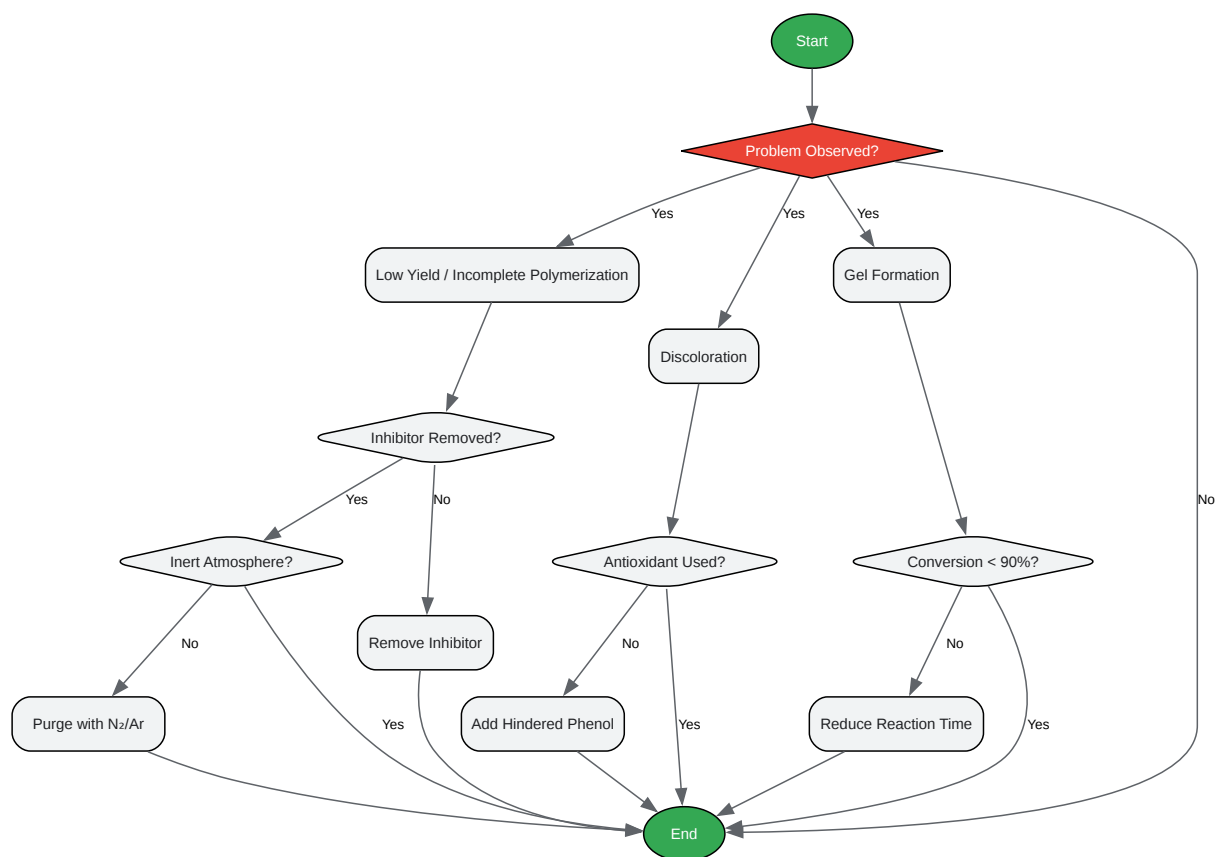 Start
Problem Observed?
Yes
Yes
Yes
Low Yield / Incomplete Polymerization
Gel Formation
Discoloration
Inhibitor Removed?
Yes
No
No
Inert Atmosphere?
Antioxidant Used?
Conversion < 90%?
No
Remove Inhibitor
No
No
Purge with N₂/Ar
Yes
Add Hindered Phenol
Yes
Reduce Reaction Time
Yes
End